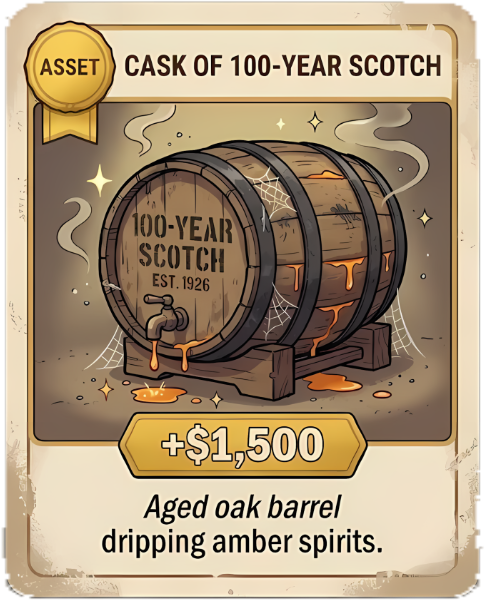 ASSET
CASK OF 100-YEAR SCOTCH
100-YEAR
SCOTCH
EST. 1926
+$1,500
Aged oak barrel
dripping amber spirits.